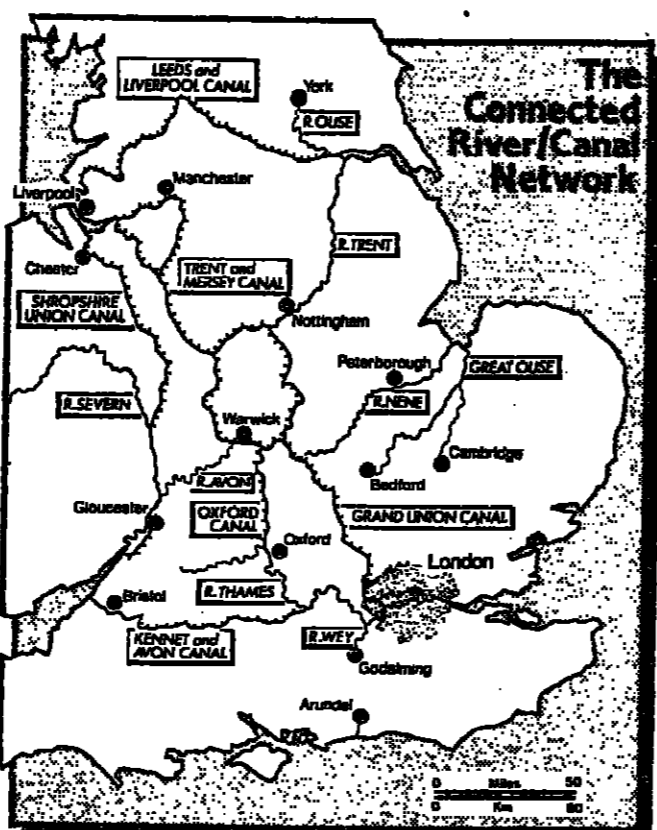 The
Connected
River/Canal
Network
LEEDS and
LIVERPOOL CANAL
York
R.OUSE
Manchester
Liverpool
R.TRENT
Chester
TRENT and
MERSEY CANAL
SHROPSHIRE
UNION CANAL
Nottingham
Peterborough
GREAT OUSE
R.NENE
R.SEVERN
Warwick
Cambridge
Bedford
R.AVON
Gloucester
OXFORD
CANAL
GRAND UNION CANAL
Oxford
London
R.THAMES
Bristol
KENNET and
AVON CANAL
R.WEY
Godalming
Arundel
0 Miles 50
0 Km 80